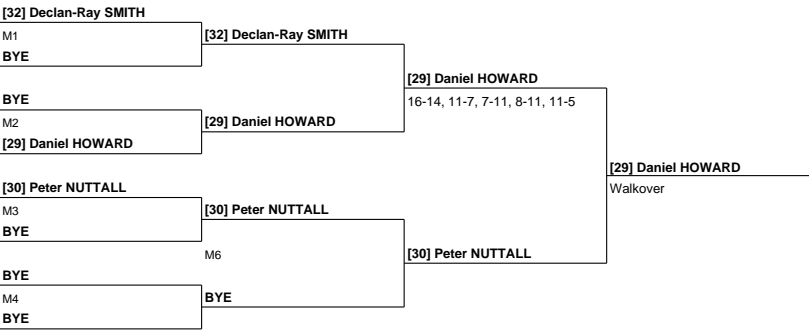 [32] Declan-Ray SMITH
M1
[32] Declan-Ray SMITH
BYE
[29] Daniel HOWARD
BYE
16-14, 11-7, 7-11, 8-11, 11-5
M2
[29] Daniel HOWARD
[29] Daniel HOWARD
[29] Daniel HOWARD
[30] Peter NUTTALL
Walkover
M3
[30] Peter NUTTALL
BYE
M6
[30] Peter NUTTALL
BYE
M4
BYE
BYE